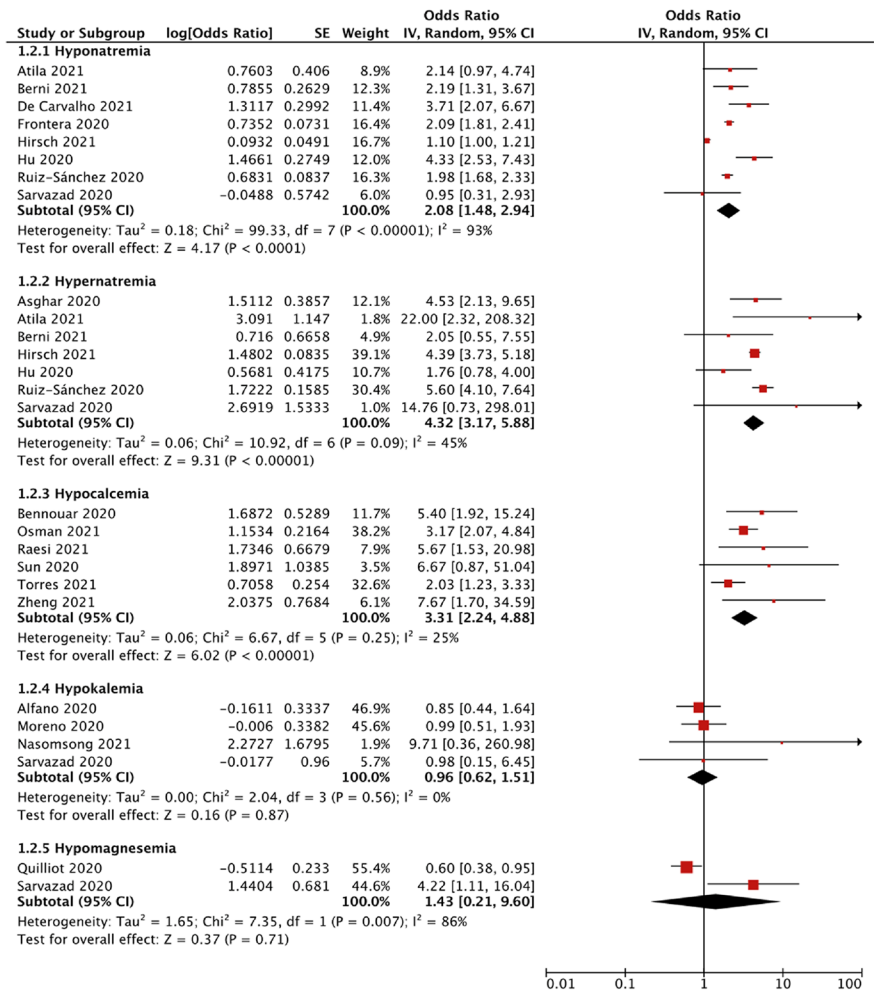 Odds Ratio Odds Ratio
Study or Subgroup log[Odds Ratio] SE Weight IV, Random, 95% CI IV, Random, 95% CI
1.2.1 Hyponatremia
Atila 2021 0.7603 0.406 8.9% 2.14 [0.97, 4.74]
Berni 2021 0.7855 0.2629 12.3% 2.19 [1.31, 3.67]
De Carvalho 2021 1.3117 0.2992 11.4% 3.71 [2.07, 6.67]
Frontera 2020 0.7352 0.0731 16.4% 2.09 [1.81, 2.41]
Hirsch 2021 0.0932 0.0491 16.7% 1.10 [1.00, 1.21]
Hu 2020 1.4661 0.2749 12.0% 4.33 [2.53, 7.43]
Ruiz-Sánchez 2020 0.6831 0.0837 16.3% 1.98 [1.68, 2.33]
Sarvazad 2020 -0.0488 0.5742 6.0% 0.95 [0.31, 2.93]
Subtotal (95% CI) 100.0% 2.08 [1.48, 2.94]
Heterogeneity: Tau² = 0.18; Chi² = 99.33, df = 7 (P < 0.00001); I² = 93%
Test for overall effect: Z = 4.17 (P < 0.0001)
1.2.2 Hypernatremia
Asghar 2020 1.5112 0.3857 12.1% 4.53 [2.13, 9.65]
Atila 2021 3.091 1.147 1.8% 22.00 [2.32, 208.32]
Berni 2021 0.716 0.6658 4.9% 2.05 [0.55, 7.55]
Hirsch 2021 1.4802 0.0835 39.1% 4.39 [3.73, 5.18]
Hu 2020 0.5681 0.4175 10.7% 1.76 [0.78, 4.00]
Ruiz-Sánchez 2020 1.7222 0.1585 30.4% 5.60 [4.10, 7.64]
Sarvazad 2020 2.6919 1.5333 1.0% 14.76 [0.73, 298.01]
Subtotal (95% CI) 100.0% 4.32 [3.17, 5.88]
Heterogeneity: Tau² = 0.06; Chi² = 10.92, df = 6 (P = 0.09); I² = 45%
Test for overall effect: Z = 9.31 (P < 0.00001)
1.2.3 Hypocalcemia
Bennouar 2020 1.6872 0.5289 11.7% 5.40 [1.92, 15.24]
Osman 2021 1.1534 0.2164 38.2% 3.17 [2.07, 4.84]
Raesi 2021 1.7346 0.6679 7.9% 5.67 [1.53, 20.98]
Sun 2020 1.8971 1.0385 3.5% 6.67 [0.87, 51.04]
Torres 2021 0.7058 0.254 32.6% 2.03 [1.23, 3.33]
Zheng 2021 2.0375 0.7684 6.1% 7.67 [1.70, 34.59]
Subtotal (95% CI) 100.0% 3.31 [2.24, 4.88]
Heterogeneity: Tau² = 0.06; Chi² = 6.67, df = 5 (P = 0.25); I² = 25%
Test for overall effect: Z = 6.02 (P < 0.00001)
1.2.4 Hypokalemia
Alfano 2020 -0.1611 0.3337 46.9% 0.85 [0.44, 1.64]
Moreno 2020 -0.006 0.3382 45.6% 0.99 [0.51, 1.93]
Nasomsong 2021 2.2727 1.6795 1.9% 9.71 [0.36, 260.98]
Sarvazad 2020 -0.0177 0.96 5.7% 0.98 [0.15, 6.45]
Subtotal (95% CI) 100.0% 0.96 [0.62, 1.51]
Heterogeneity: Tau² = 0.00; Chi² = 2.04, df = 3 (P = 0.56); I² = 0%
Test for overall effect: Z = 0.16 (P = 0.87)
1.2.5 Hypomagnesemia
Quilliot 2020 -0.5114 0.233 55.4% 0.60 [0.38, 0.95]
Sarvazad 2020 1.4404 0.681 44.6% 4.22 [1.11, 16.04]
Subtotal (95% CI) 100.0% 1.43 [0.21, 9.60]
Heterogeneity: Tau² = 1.65; Chi² = 7.35, df = 1 (P = 0.007); I² = 86%
Test for overall effect: Z = 0.37 (P = 0.71)
0.01 0.1 1 10 100